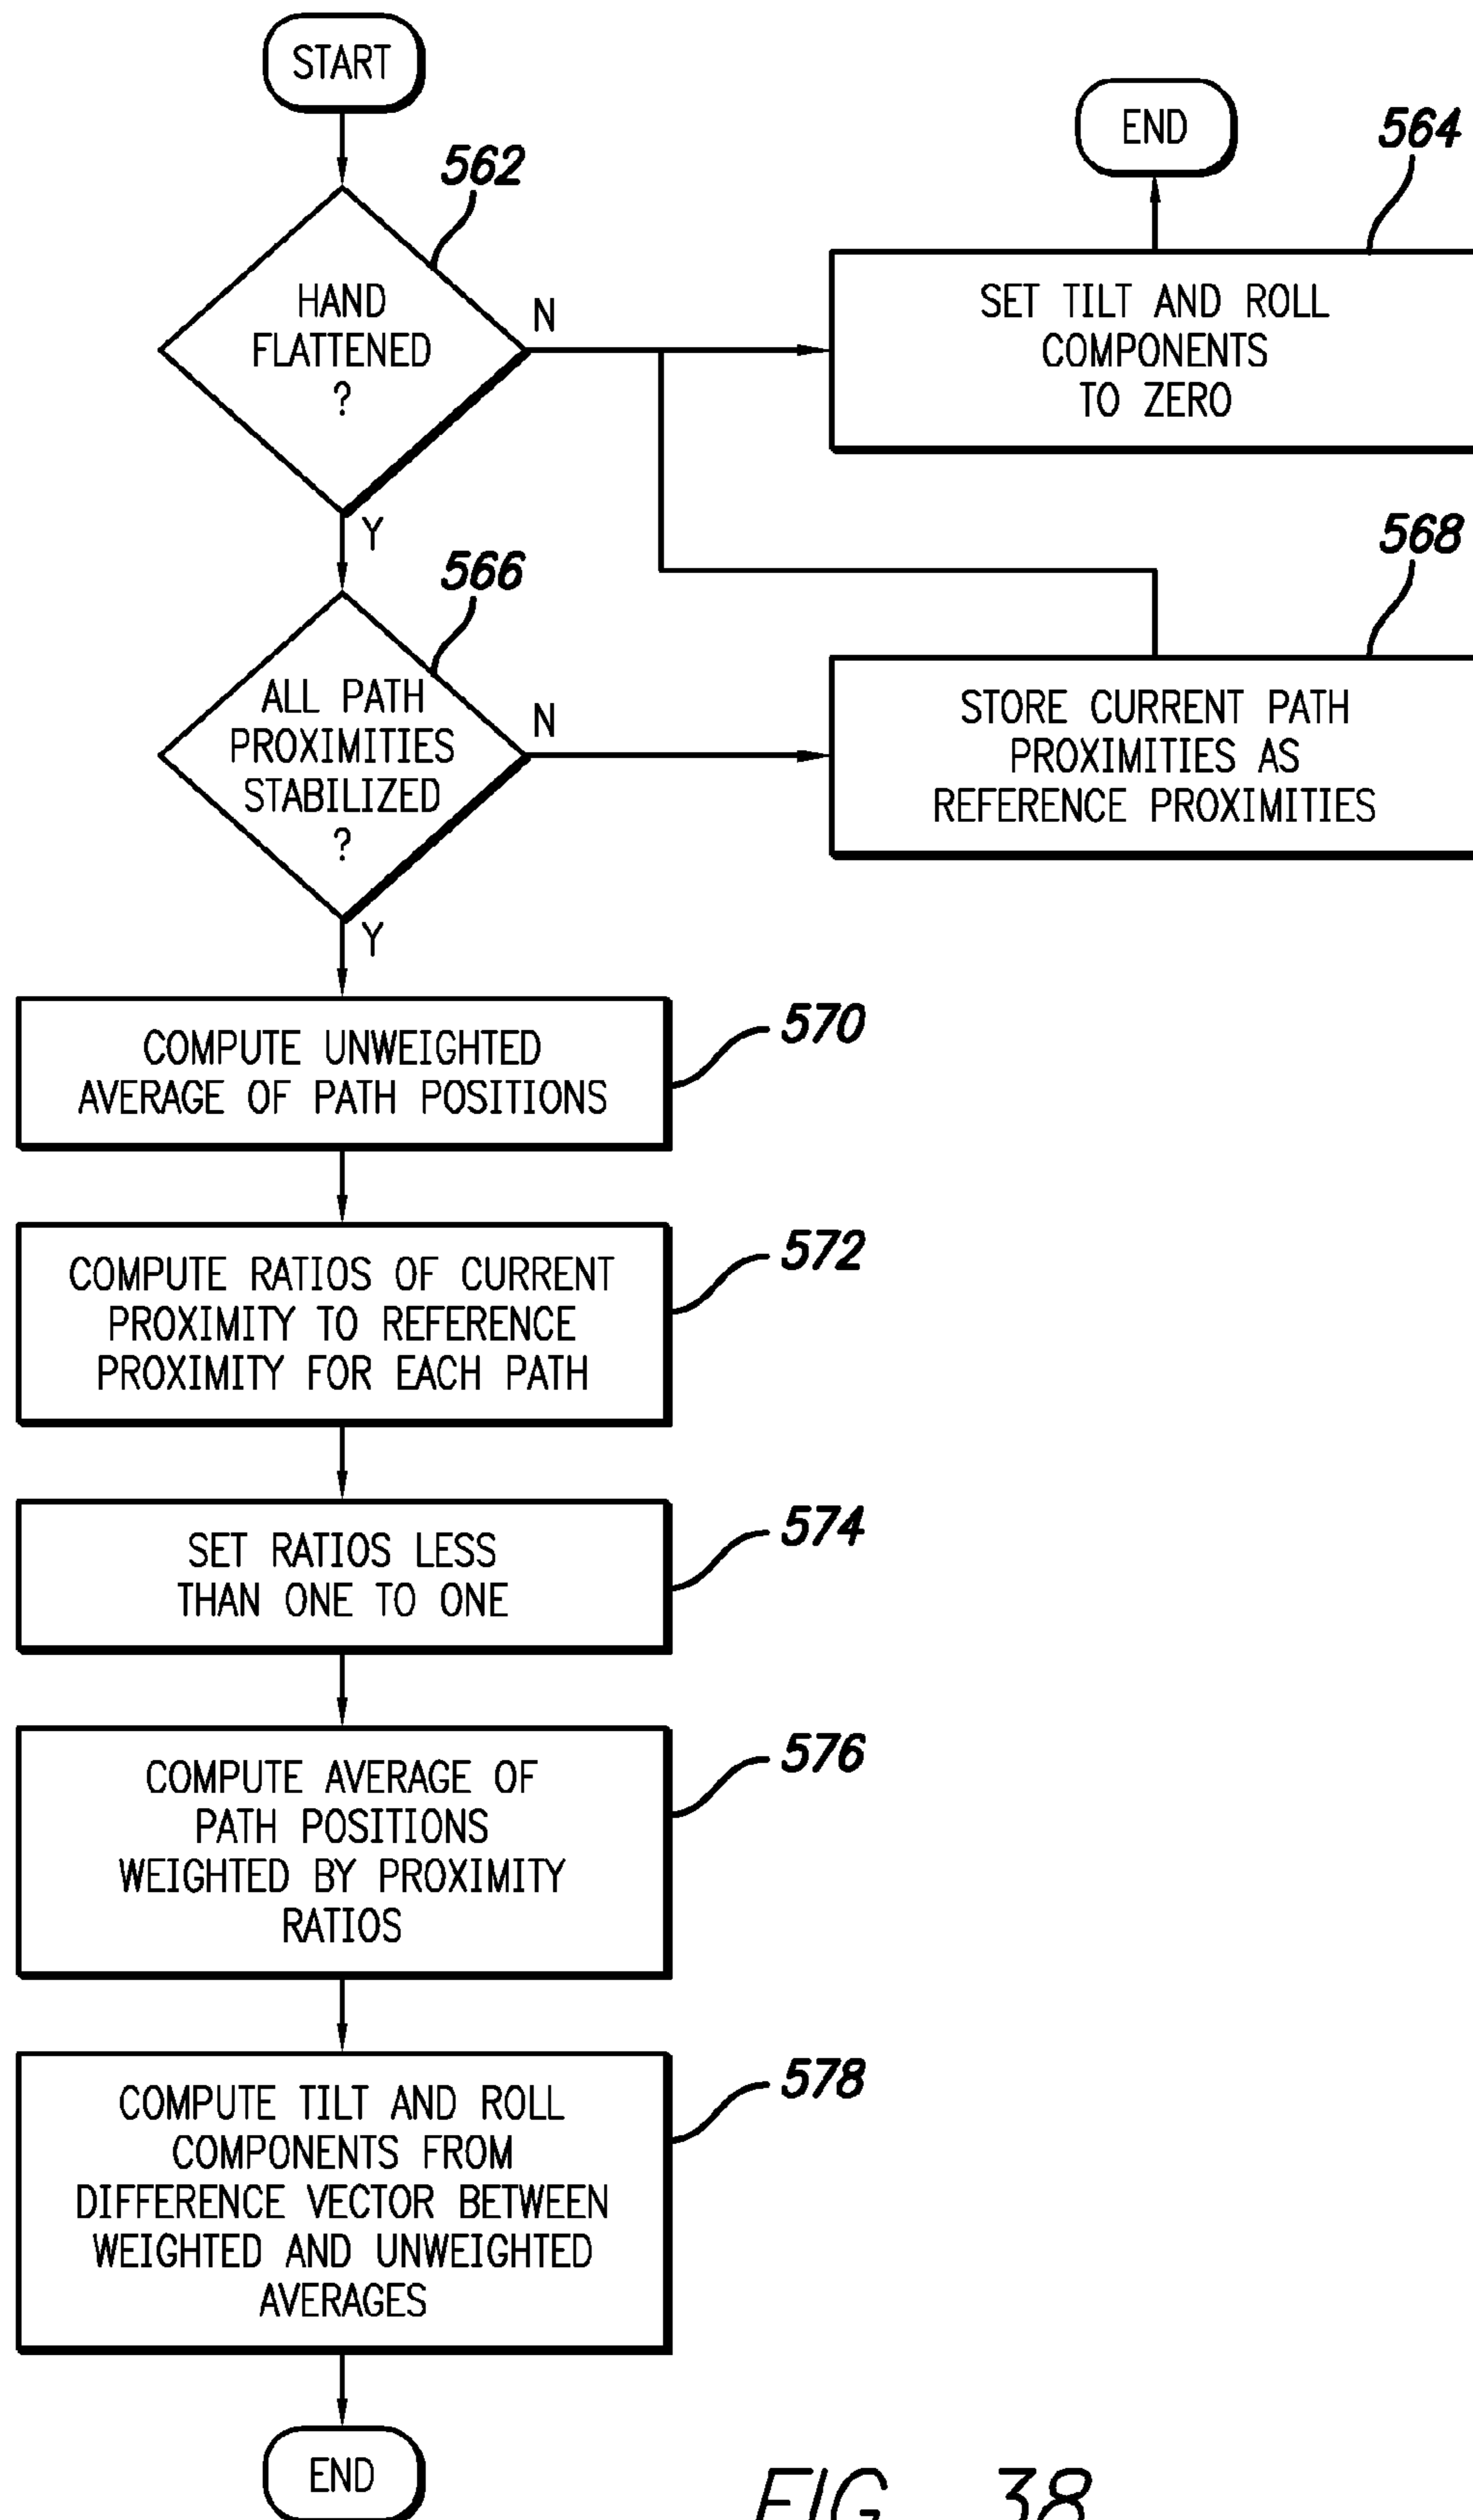 START
END
564
562
HAND
FLATTENED
?
N
SET TILT AND ROLL
COMPONENTS
TO ZERO
Y
566
568
ALL PATH
PROXIMITIES
STABILIZED
?
N
STORE CURRENT PATH
PROXIMITIES AS
REFERENCE PROXIMITIES
Y
COMPUTE UNWEIGHTED
AVERAGE OF PATH POSITIONS
570
COMPUTE RATIOS OF CURRENT
PROXIMITY TO REFERENCE
PROXIMITY FOR EACH PATH
572
SET RATIOS LESS
THAN ONE TO ONE
574
COMPUTE AVERAGE OF
PATH POSITIONS
WEIGHTED BY PROXIMITY
RATIOS
576
COMPUTE TILT AND ROLL
COMPONENTS FROM
DIFFERENCE VECTOR BETWEEN
WEIGHTED AND UNWEIGHTED
AVERAGES
578
END
FIG. 38